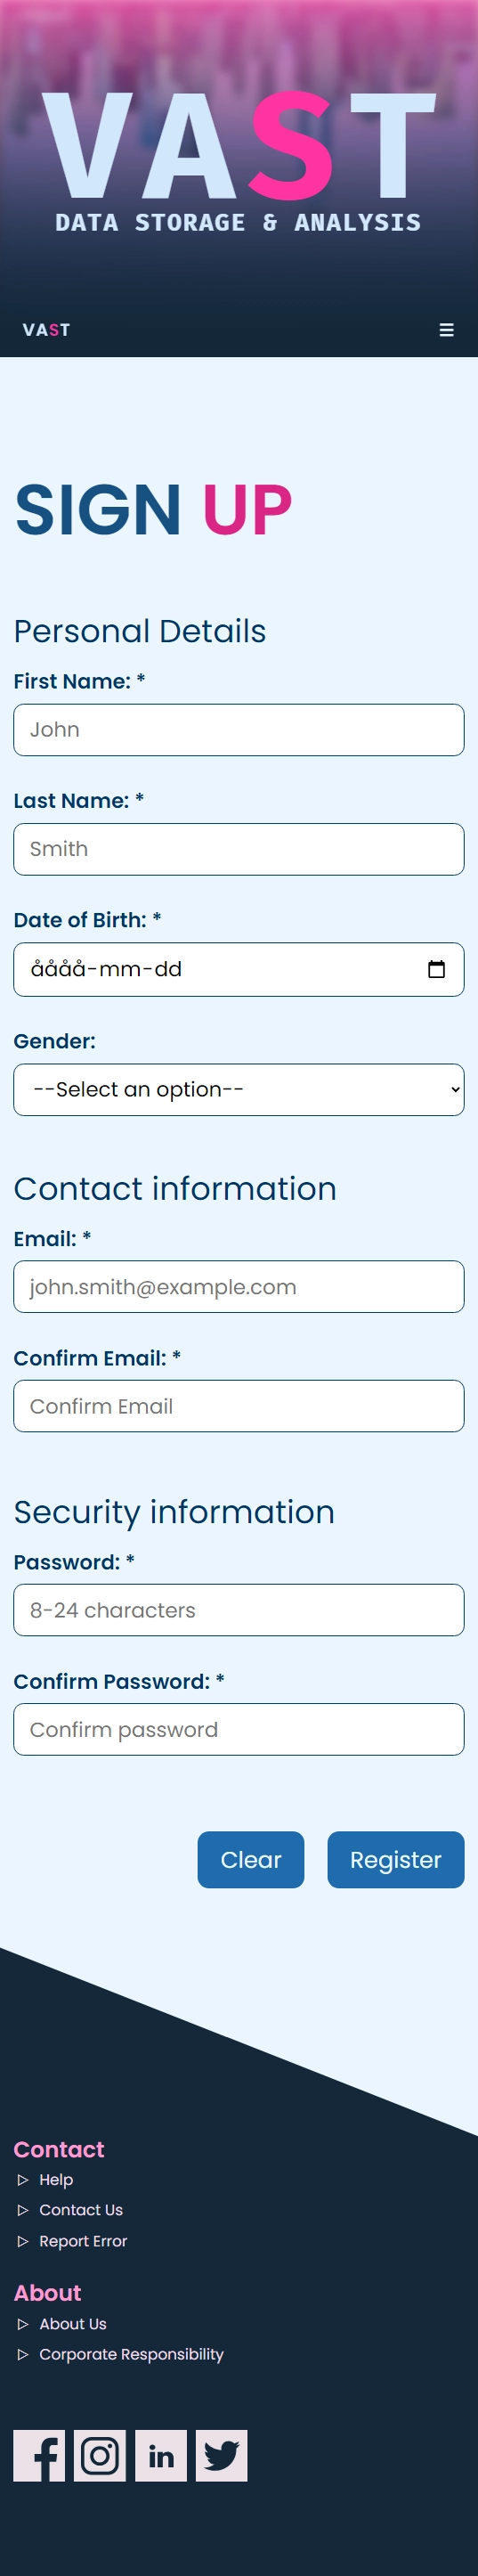 VAST
DATA STORAGE & ANALYSIS
VAST
SIGN UP
Personal Details
First Name: *
John
Last Name: *
Smith
Date of Birth: *
åååå-mm-dd
Gender:
--Select an option--
Contact information
Email: *
john.smith@example.com
Confirm Email: *
Confirm Email
Security information
Password: *
8-24 characters
Confirm Password: *
Confirm password
Clear Register
Contact
Help
Contact Us
Report Error
About
About Us
Corporate Responsibility